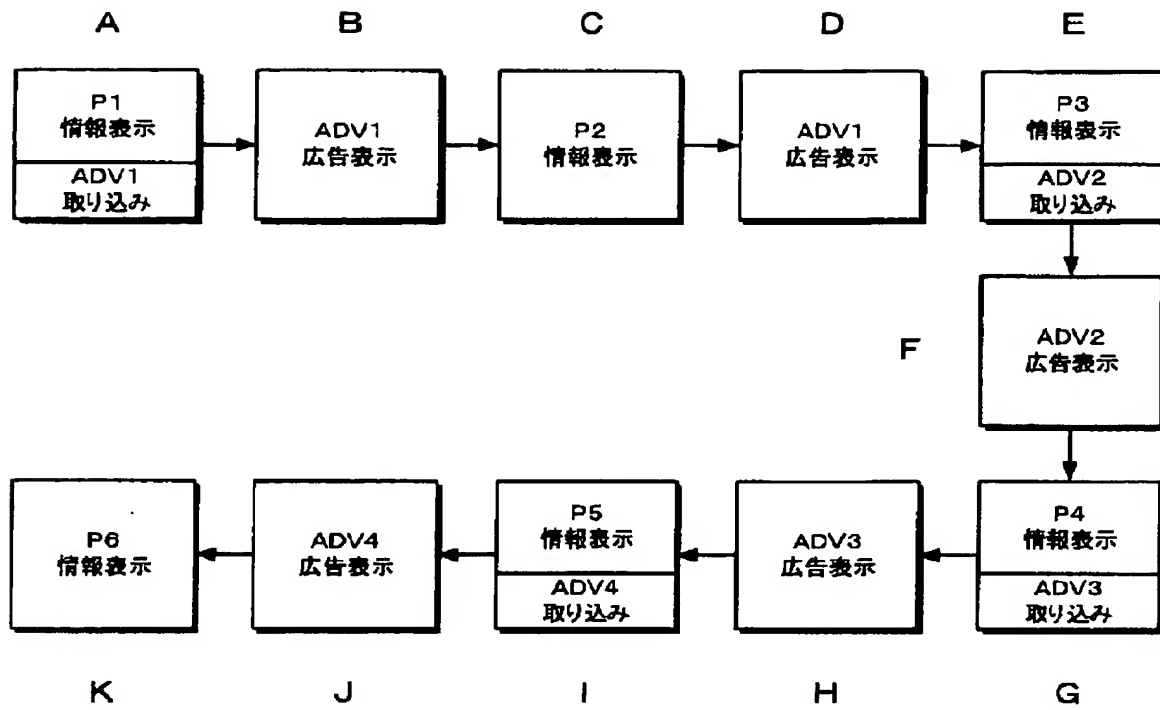 A B C D E
P1
情報表示
ADV1
取り込み
ADV1
広告表示
P2
情報表示
ADV1
広告表示
P3
情報表示
ADV2
取り込み
F
ADV2
広告表示
P6
情報表示
ADV4
広告表示
P5
情報表示
ADV4
取り込み
ADV3
広告表示
P4
情報表示
ADV3
取り込み
K J I H G